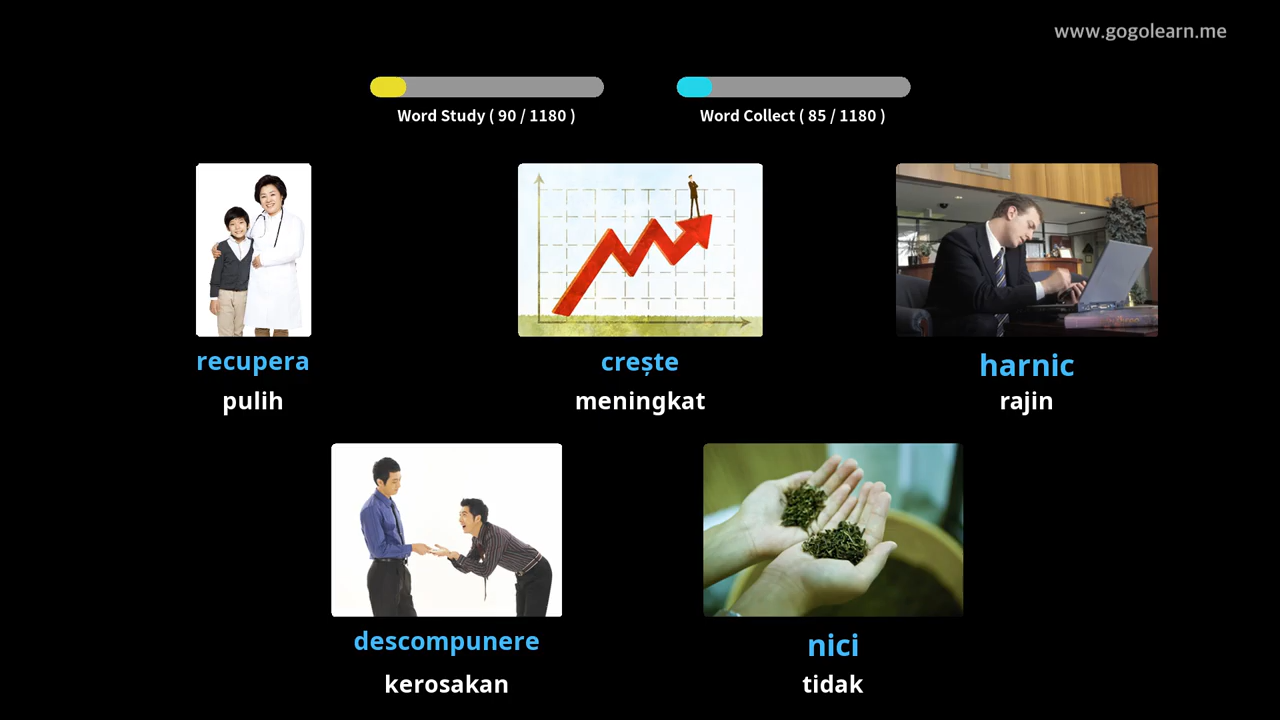 www.gogolearn.me
Word Study ( 90 / 1180 )
Word Collect ( 85 / 1180 )
recupera
crește
harnic
pulih
meningkat
rajin
descompunere
nici
kerosakan
tidak